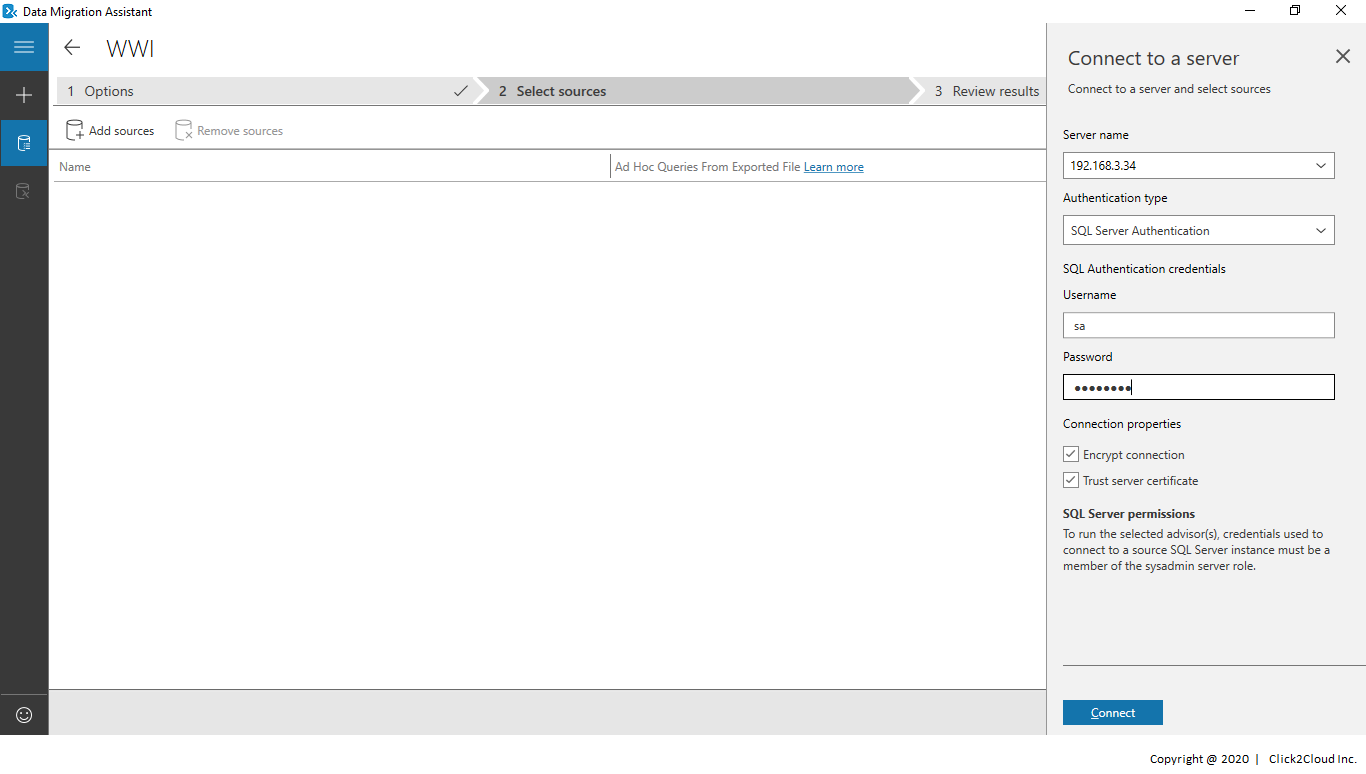 Data Migration Assistant
WWI
1 Options
2 Select sources
3 Review results
Add sources
Remove sources
Name
Ad Hoc Queries From Exported File Learn more
Connect to a server
Connect to a server and select sources
Server name
192.168.3.34
Authentication type
SQL Server Authentication
SQL Authentication credentials
Username
sa
Password
••••••••
Connection properties
Encrypt connection
Trust server certificate
SQL Server permissions
To run the selected advisor(s), credentials used to
connect to a source SQL Server instance must be a
member of the sysadmin server role.
Connect
Copyright @ 2020 | Click2Cloud Inc.